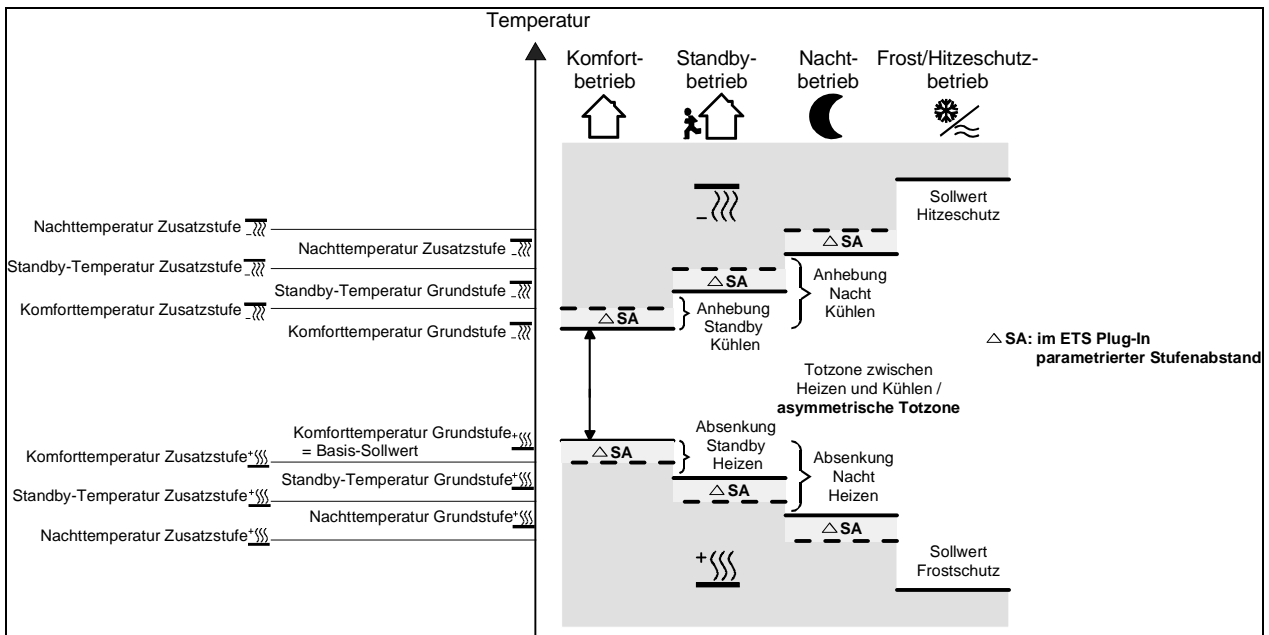 Temperatur
Komfort-
betrieb
Standby-
betrieb
Nacht-
betrieb
Frost/Hitzeschutz-
betrieb
Sollwert
Hitzeschutz
Nachttemperatur Zusatzstufe
Nachttemperatur Zusatzstufe
Standby-Temperatur Zusatzstufe
Standby-Temperatur Grundstufe
Komforttemperatur Zusatzstufe
Komforttemperatur Grundstufe
△ SA
△ SA
△ SA
Anhebung
Standby
Kühlen
Anhebung
Nacht
Kühlen
△ SA: im ETS Plug-In
parametrierter Stufenabstand
Totzone zwischen
Heizen und Kühlen /
asymmetrische Totzone
Komforttemperatur Grundstufe
= Basis-Sollwert
Komforttemperatur Zusatzstufe
Standby-Temperatur Grundstufe
Standby-Temperatur Zusatzstufe
Nachttemperatur Grundstufe
Nachttemperatur Zusatzstufe
△ SA
△ SA
△ SA
Absenkung
Standby
Heizen
Absenkung
Nacht
Heizen
Sollwert
Frostschutz